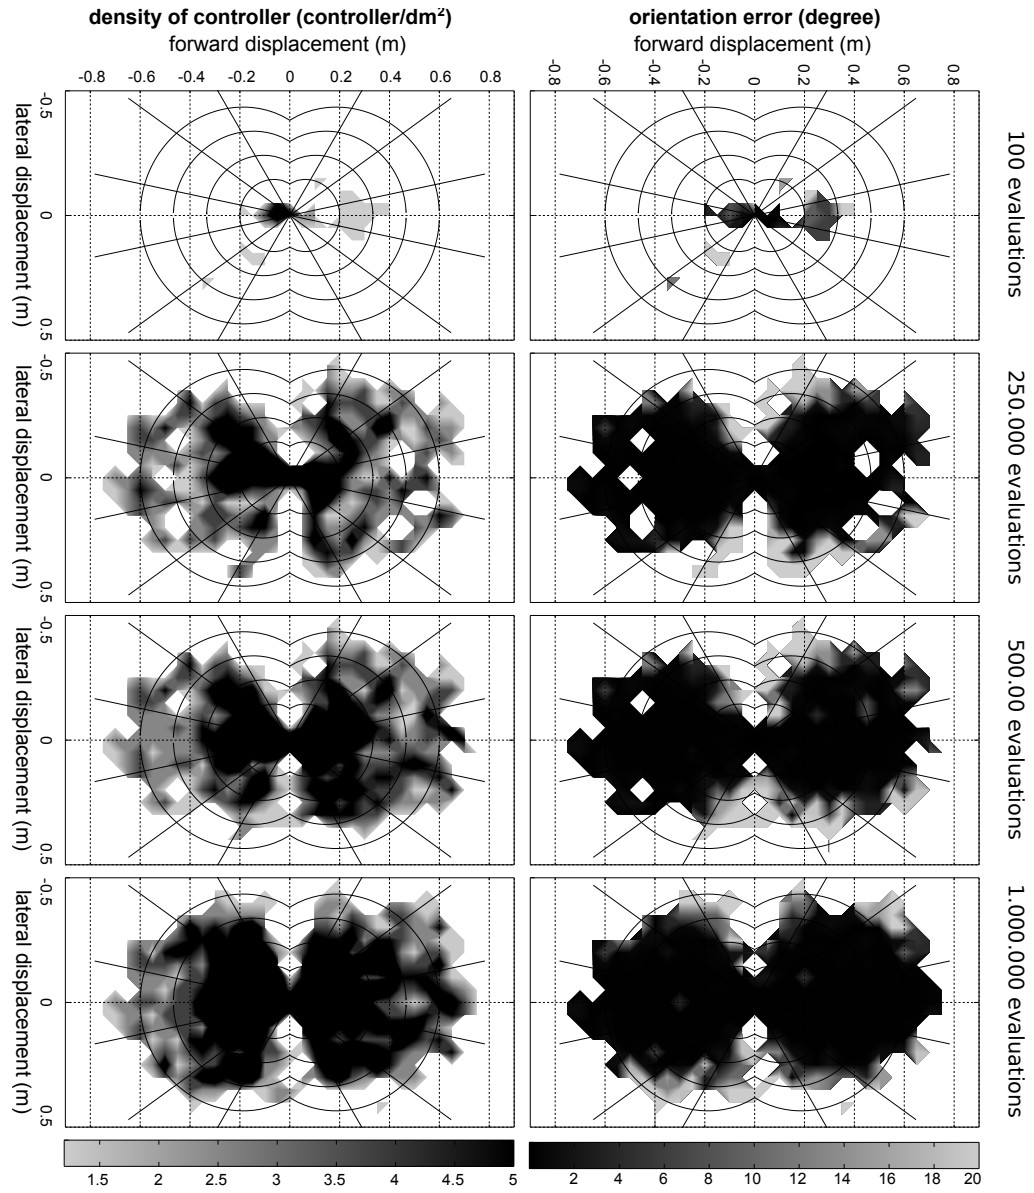 density of controller (controller/dm²)
orientation error (degree)
forward displacement (m)
forward displacement (m)
-0.8 -0.6 -0.4 -0.2 0 0.2 0.4 0.6 0.8
-0.8 -0.6 -0.4 -0.2 0 0.2 0.4 0.6 0.8
lateral displacement (m)
-0.5 0 0.5
100 evaluations
lateral displacement (m)
-0.5 0 0.5
250.000 evaluations
lateral displacement (m)
-0.5 0 0.5
500.00 evaluations
lateral displacement (m)
-0.5 0 0.5
1.000.000 evaluations
1.5 2 2.5 3 3.5 4 4.5 5
2 4 6 8 10 12 14 16 18 20